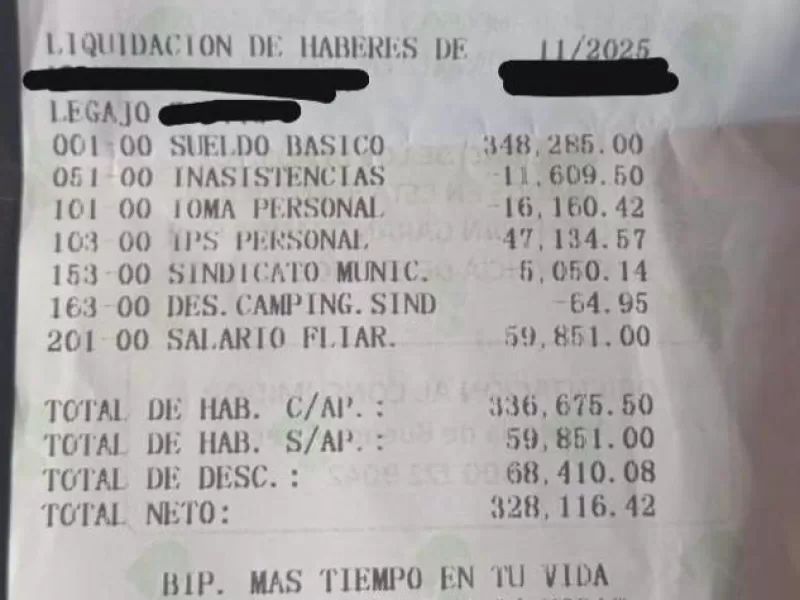 LIQUIDACION DE HABERES DE 11/2025
LEGAJO
001-00 SUELDO BASICO 348,285.00
051-00 INASISTENCIAS -11,609.50
101-00 IOMA PERSONAL -16,160.42
103-00 IPS PERSONAL -47,134.57
153-00 SINDICATO MUNIC. -5,050.14
163-00 DES.CAMPING.SIND -64.95
201-00 SALARIO FLIAR. 59,851.00
TOTAL DE HAB. C/AP.: 336,675.50
TOTAL DE HAB. S/AP.: 59,851.00
TOTAL DE DESC.: 68,410.08
TOTAL NETO: 328,116.42
BIP. MAS TIEMPO EN TU VIDA